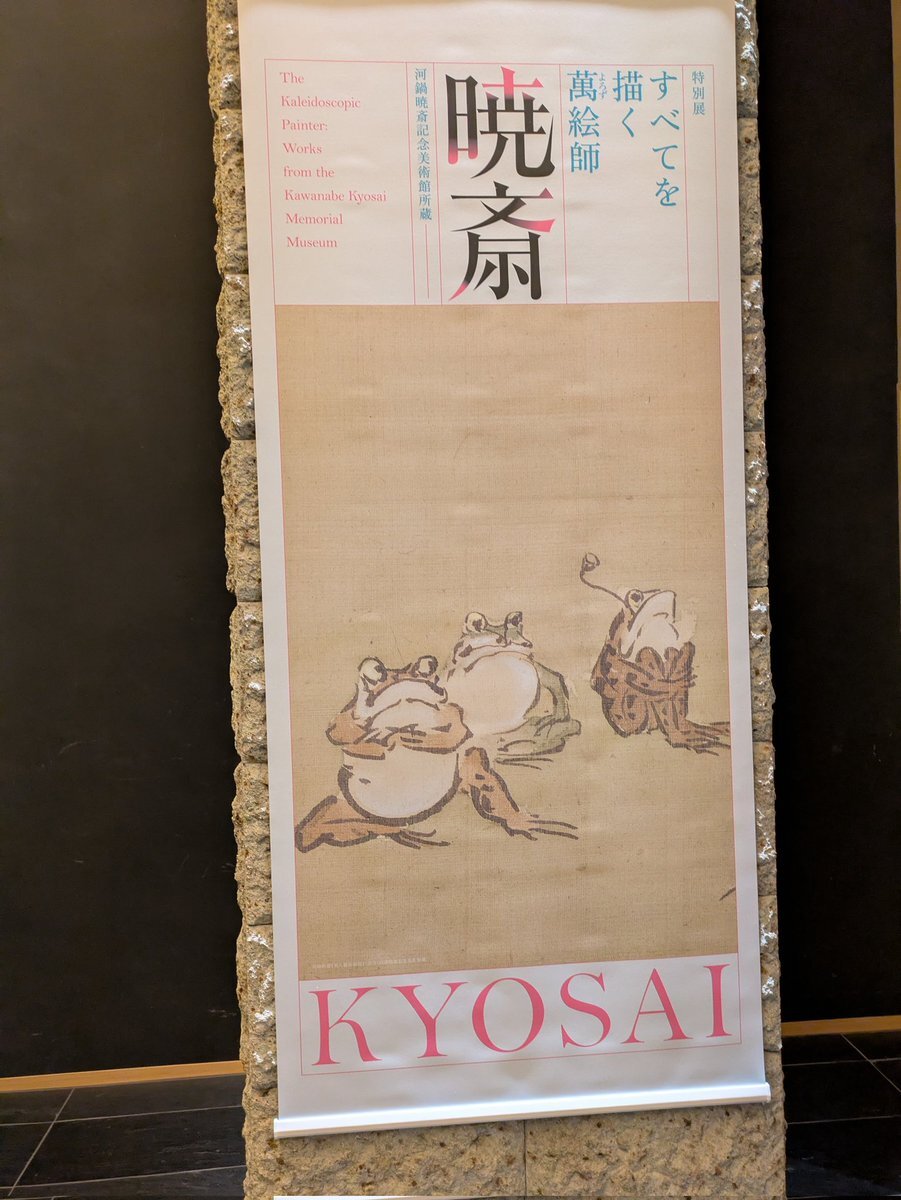 特別展
すべてを
描く
萬絵師
よろず
暁斎
河鍋暁斎記念美術館所蔵
The
Kaleidoscopic
Painter:
Works
from the
Kawanabe Kyosai
Memorial
Museum
KYOSAI